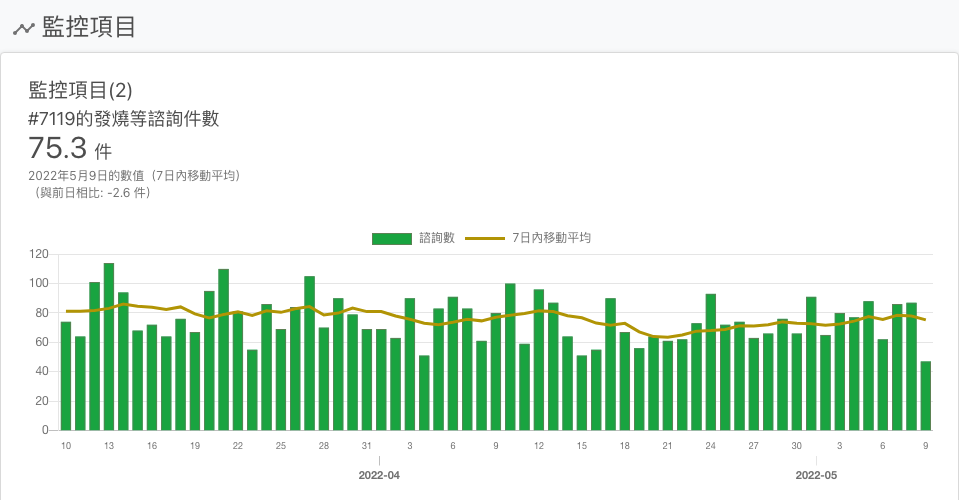 監控項目
監控項目(2)
#7119的發燒等諮詢件數
75.3 件
2022年5月9日的數值（7日內移動平均）
（與前日相比: -2.6 件）
諮詢數 7日內移動平均
120
100
80
60
40
20
0
10 13 16 19 22 25 28 31 3 6 9 12 15 18 21 24 27 30 3 6 9
2022-04 2022-05